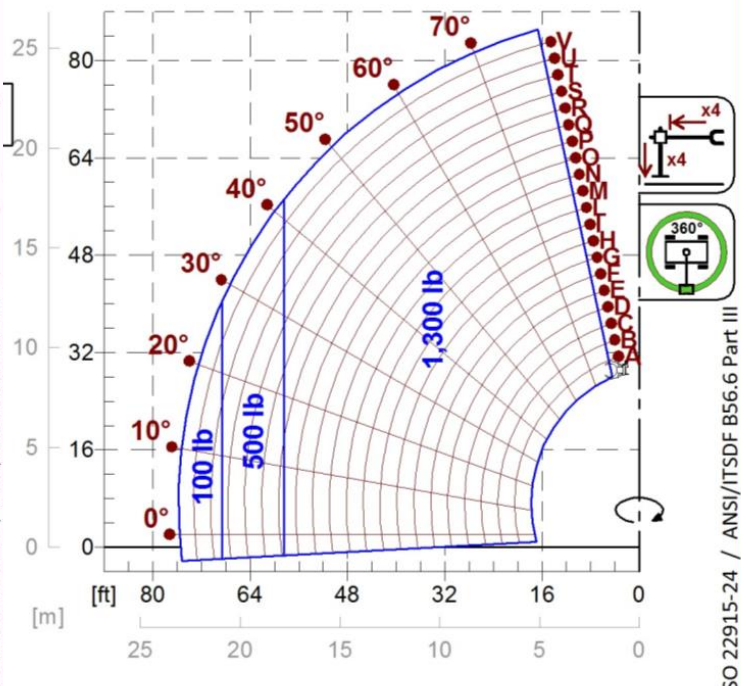 70°
60°
50°
40°
30°
20°
10°
0°
V
U
T
S
R
Q
P
O
N
M
L
I
H
G
F
E
D
C
B
A
x4
x4
360°
100 lb
500 lb
1,300 lb
25
20
15
10
5
0
80
64
48
32
16
0
[ft] 80 64 48 32 16 0
[m]
25 20 15 10 5 0
SO 22915-24 / ANSI/ITSDF B56.6 Part III